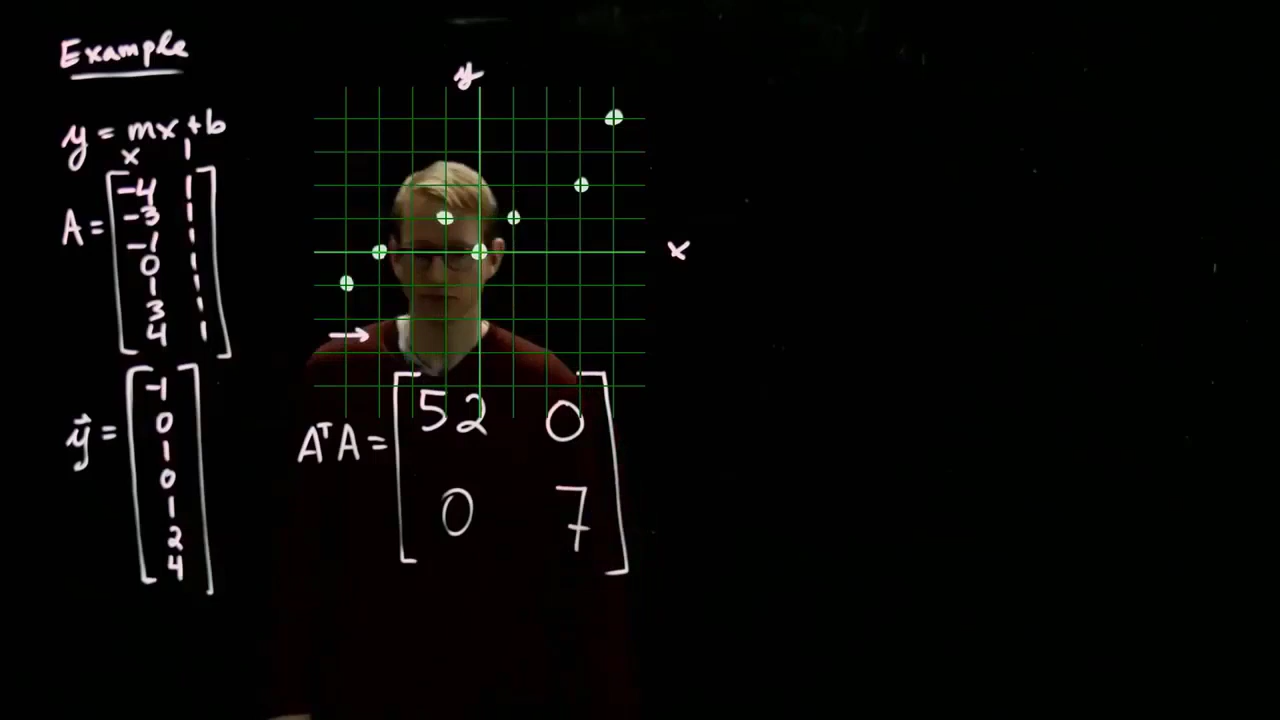 Example
y = mx + b
x 1
A = [-4 1
-3 1
-1 1
0 1
1 1
3 1
4 1]
y⃗ = [-1
0
1
0
1
2
4]
y
x
→
AᵀA = [52 0
0 7]